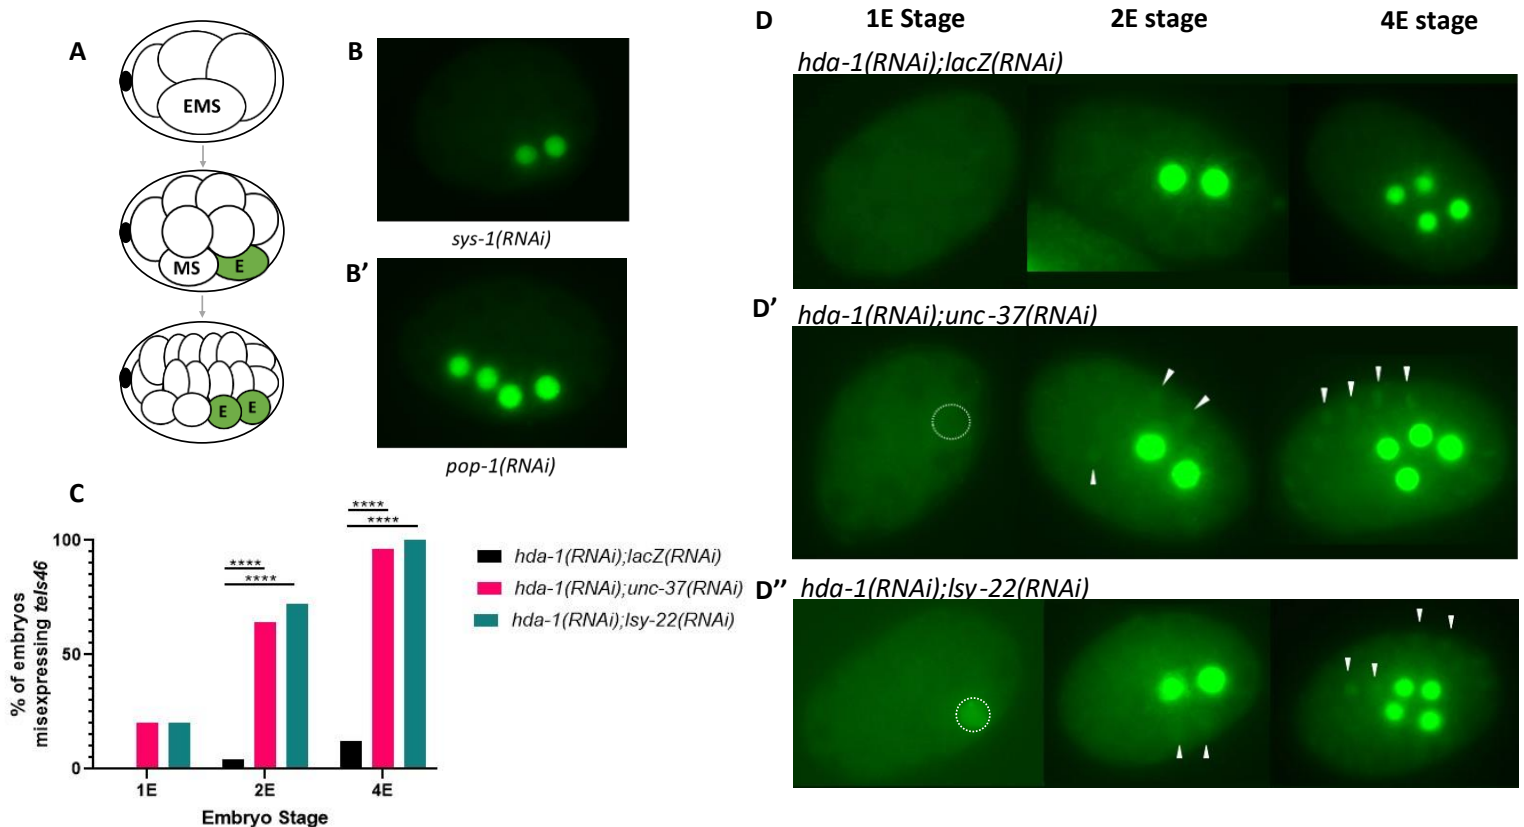 A
EMS
MS
E
E
E
B
sys-1(RNAi)
B'
pop-1(RNAi)
C
****
****
****
****
100
50
0
% of embryos
misexpressing teIs46
1E
2E
4E
Embryo Stage
hda-1(RNAi);lacZ(RNAi)
hda-1(RNAi);unc-37(RNAi)
hda-1(RNAi);lsy-22(RNAi)
D
1E Stage
2E stage
4E stage
hda-1(RNAi);lacZ(RNAi)
D'
hda-1(RNAi);unc-37(RNAi)
D''
hda-1(RNAi);lsy-22(RNAi)